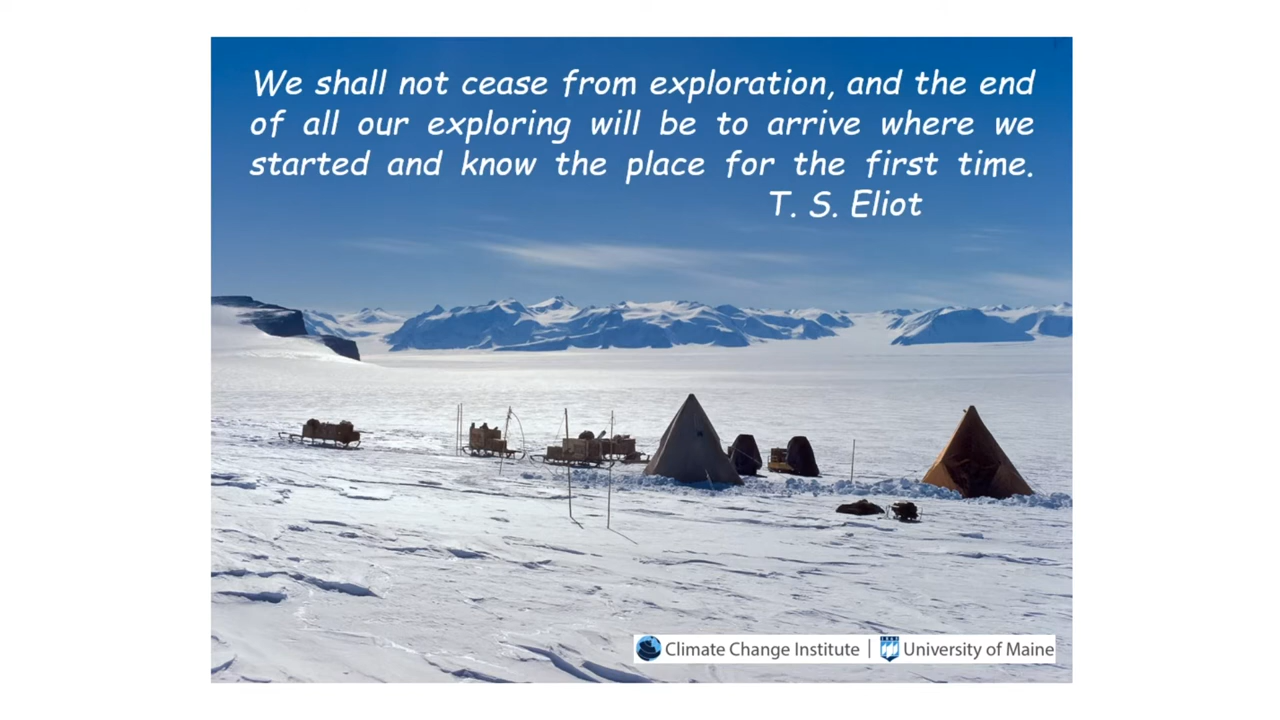 We shall not cease from exploration, and the end
of all our exploring will be to arrive where we
started and know the place for the first time.
T. S. Eliot
Climate Change Institute | University of Maine